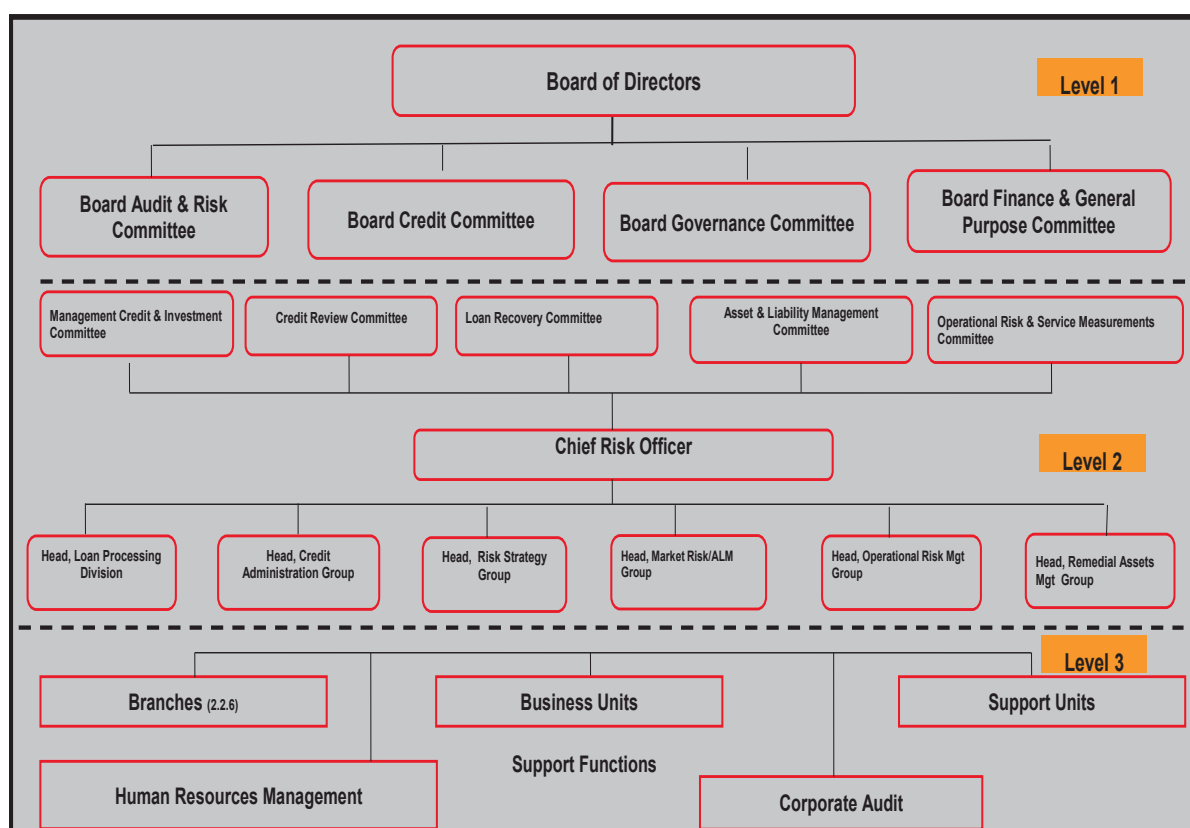 Board of Directors
Level 1
Board Audit & Risk
Committee
Board Credit Committee
Board Governance Committee
Board Finance & General
Purpose Committee
Management Credit & Investment
Committee
Credit Review Committee
Loan Recovery Committee
Asset & Liability Management
Committee
Operational Risk & Service Measurements
Committee
Chief Risk Officer
Level 2
Head, Loan Processing
Division
Head, Credit
Administration Group
Head, Risk Strategy
Group
Head, Market Risk/ALM
Group
Head, Operational Risk Mgt
Group
Head, Remedial Assets
Mgt Group
Level 3
Branches (2.2.6)
Business Units
Support Units
Support Functions
Human Resources Management
Corporate Audit